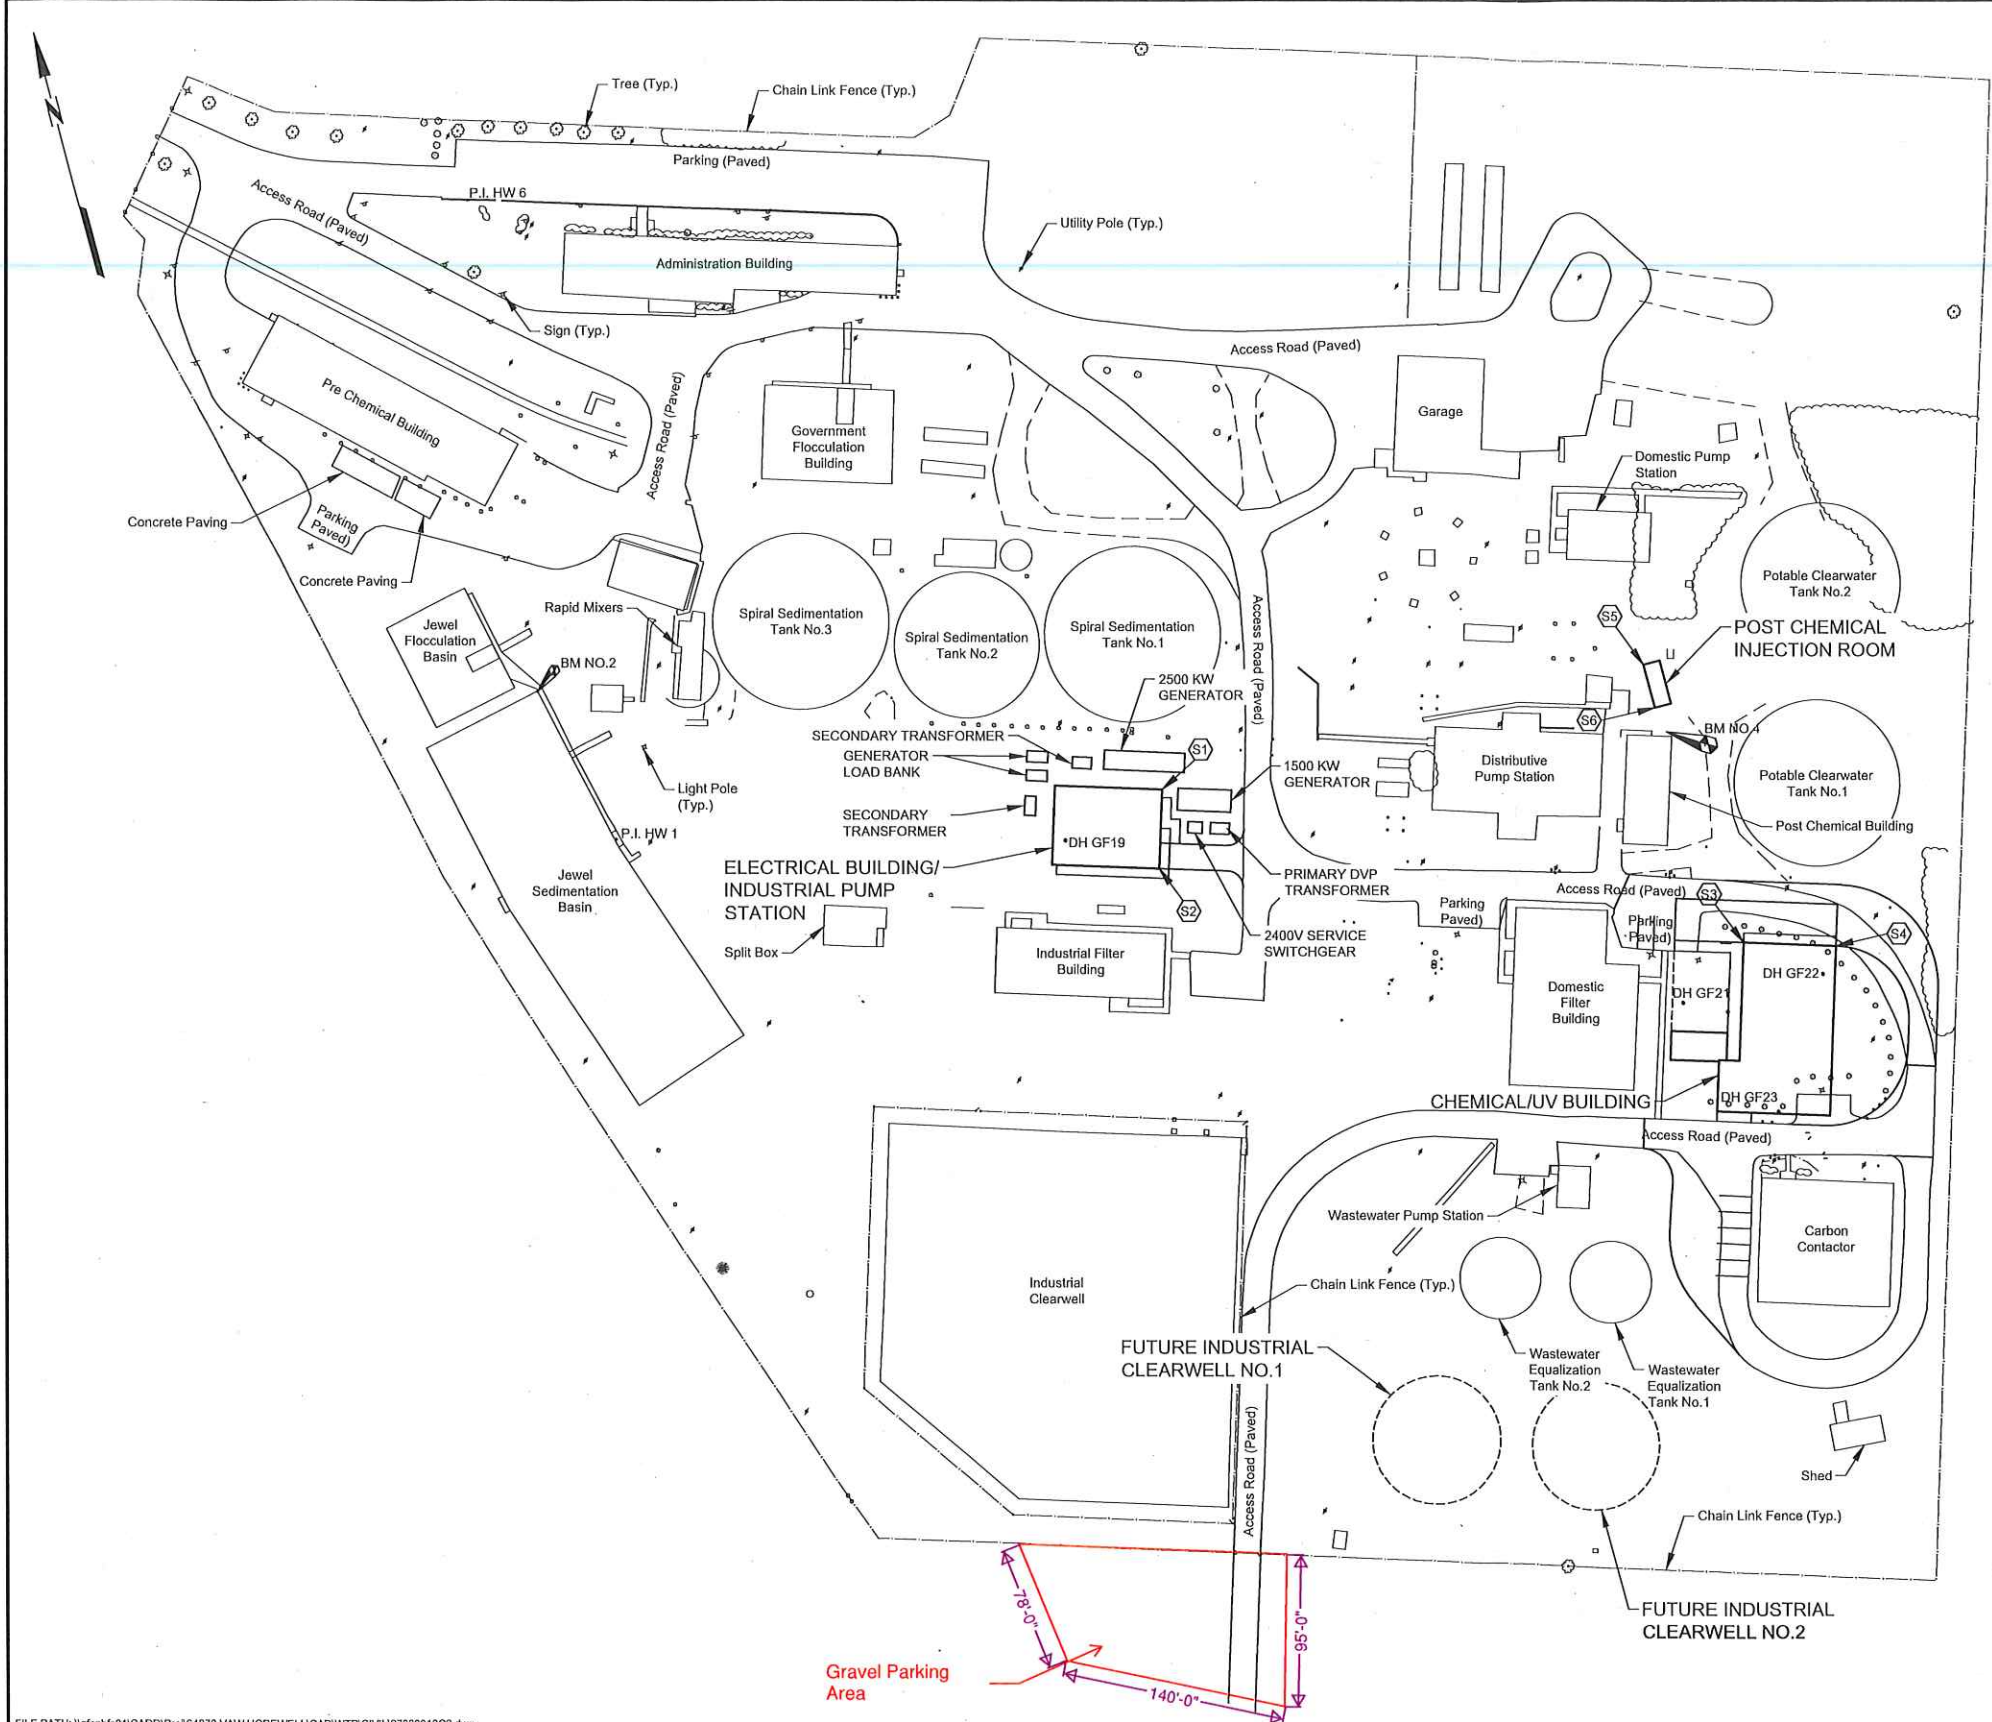 N
Tree (Typ.)
Chain Link Fence (Typ.)
Parking (Paved)
P.I. HW 6
Access Road (Paved)
Utility Pole (Typ.)
Administration Building
Sign (Typ.)
Access Road (Paved)
Pre Chemical Building
Access Road (Paved)
Government
Flocculation
Building
Garage
Domestic Pump
Station
Concrete Paving
Parking
Paved)
Concrete Paving
Potable Clearwater
Tank No.2
Rapid Mixers
Spiral Sedimentation
Tank No.3
Spiral Sedimentation
Tank No.2
Spiral Sedimentation
Tank No.1
Access Road (Paved)
S5
POST CHEMICAL
INJECTION ROOM
Jewel
Flocculation
Basin
BM NO.2
2500 KW
GENERATOR
S6
BM NO.4
SECONDARY TRANSFORMER
GENERATOR
LOAD BANK
S1
1500 KW
GENERATOR
Distributive
Pump Station
Potable Clearwater
Tank No.1
Light Pole
(Typ.)
SECONDARY
TRANSFORMER
P.I. HW 1
DH GF19
Post Chemical Building
ELECTRICAL BUILDING/
INDUSTRIAL PUMP
STATION
PRIMARY DVP
TRANSFORMER
Jewel
Sedimentation
Basin
S2
Access Road (Paved)
S3
Parking
Paved)
Parking
Paved)
S4
2400V SERVICE
SWITCHGEAR
Split Box
Industrial Filter
Building
DH GF22
DH GF21
Domestic
Filter
Building
CHEMICAL/UV BUILDING
DH GF23
Access Road (Paved)
Wastewater Pump Station
Carbon
Contactor
Industrial
Clearwell
Chain Link Fence (Typ.)
FUTURE INDUSTRIAL
CLEARWELL NO.1
Wastewater
Equalization
Tank No.2
Wastewater
Equalization
Tank No.1
Access Road (Paved)
Shed
Chain Link Fence (Typ.)
78'-0"
95'-0"
140'-0"
FUTURE INDUSTRIAL
CLEARWELL NO.2
Gravel Parking
Area